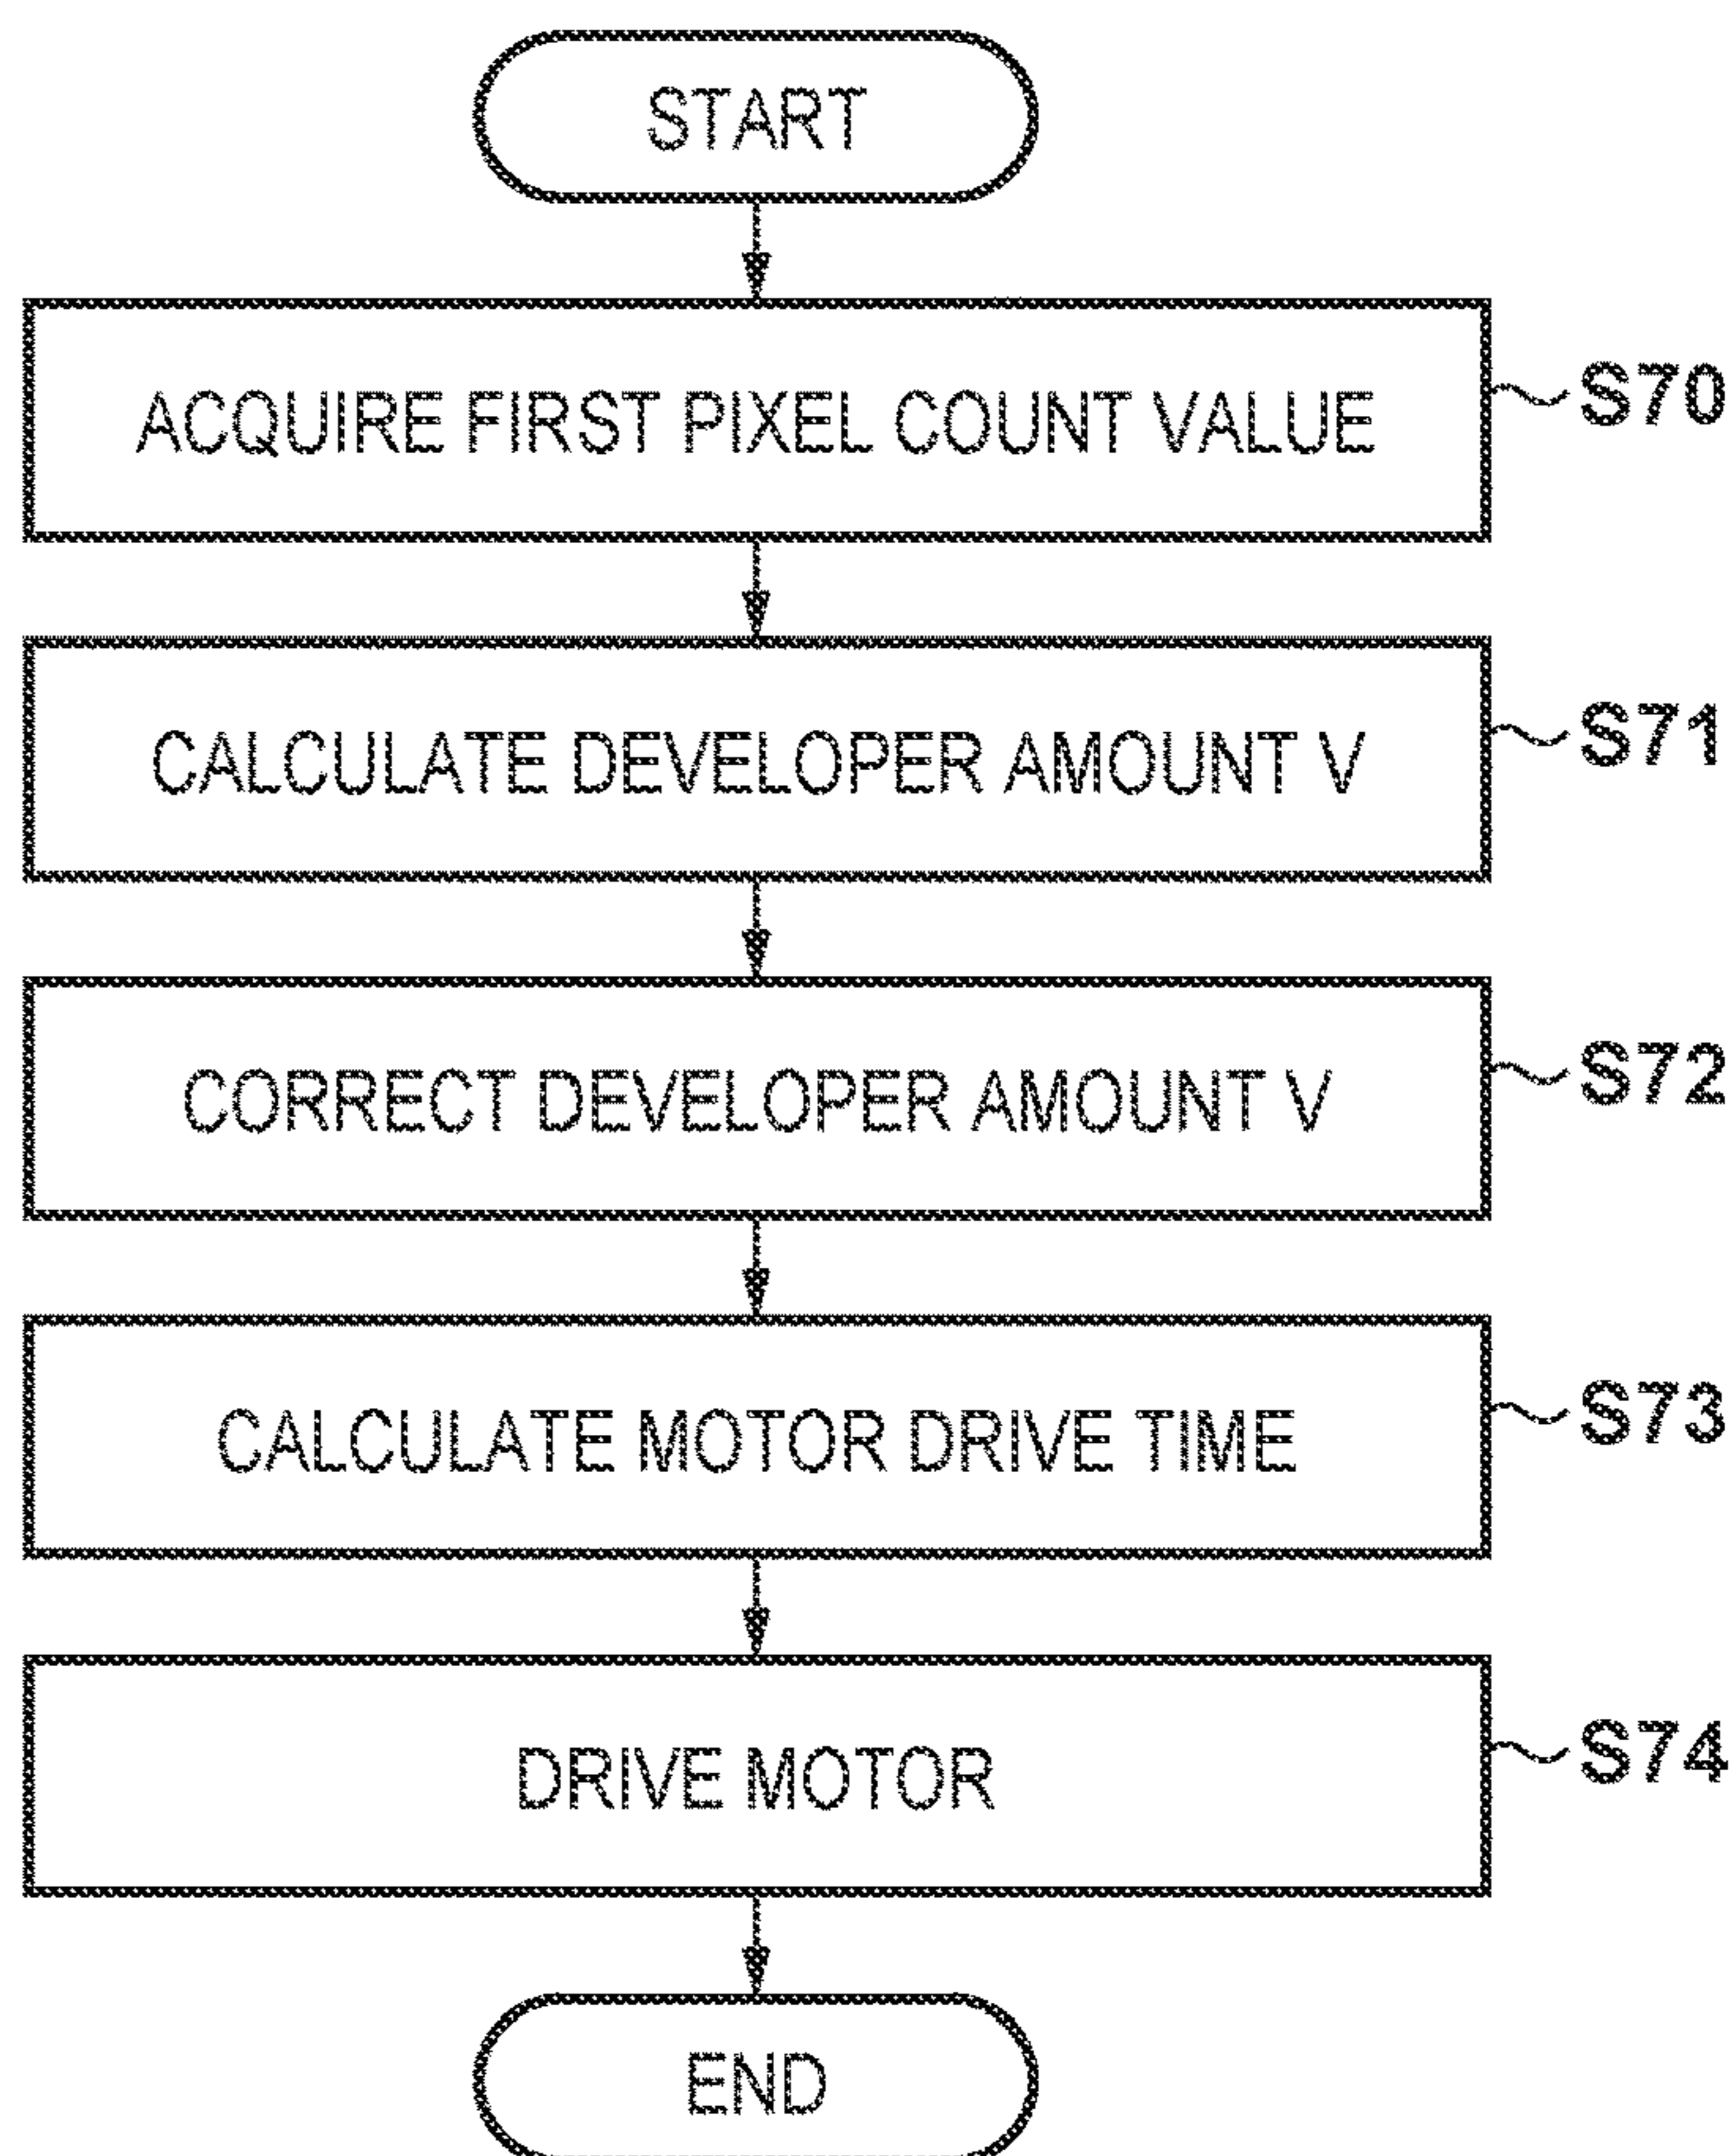 START
ACQUIRE FIRST PIXEL COUNT VALUE
S70
CALCULATE DEVELOPER AMOUNT V
S71
CORRECT DEVELOPER AMOUNT V
S72
CALCULATE MOTOR DRIVE TIME
S73
DRIVE MOTOR
S74
END